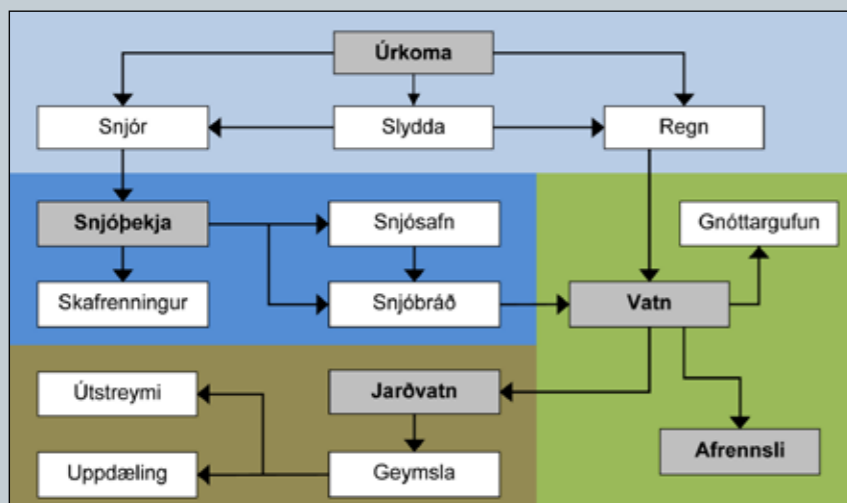 Úrkoma
Snjór
Slydda
Regn
Snjóþekja
Snjósafn
Gnóttargufun
Skafrenningur
Snjóbráð
Vatn
Útstreymi
Jarðvatn
Afrennsli
Uppdæling
Geymsla